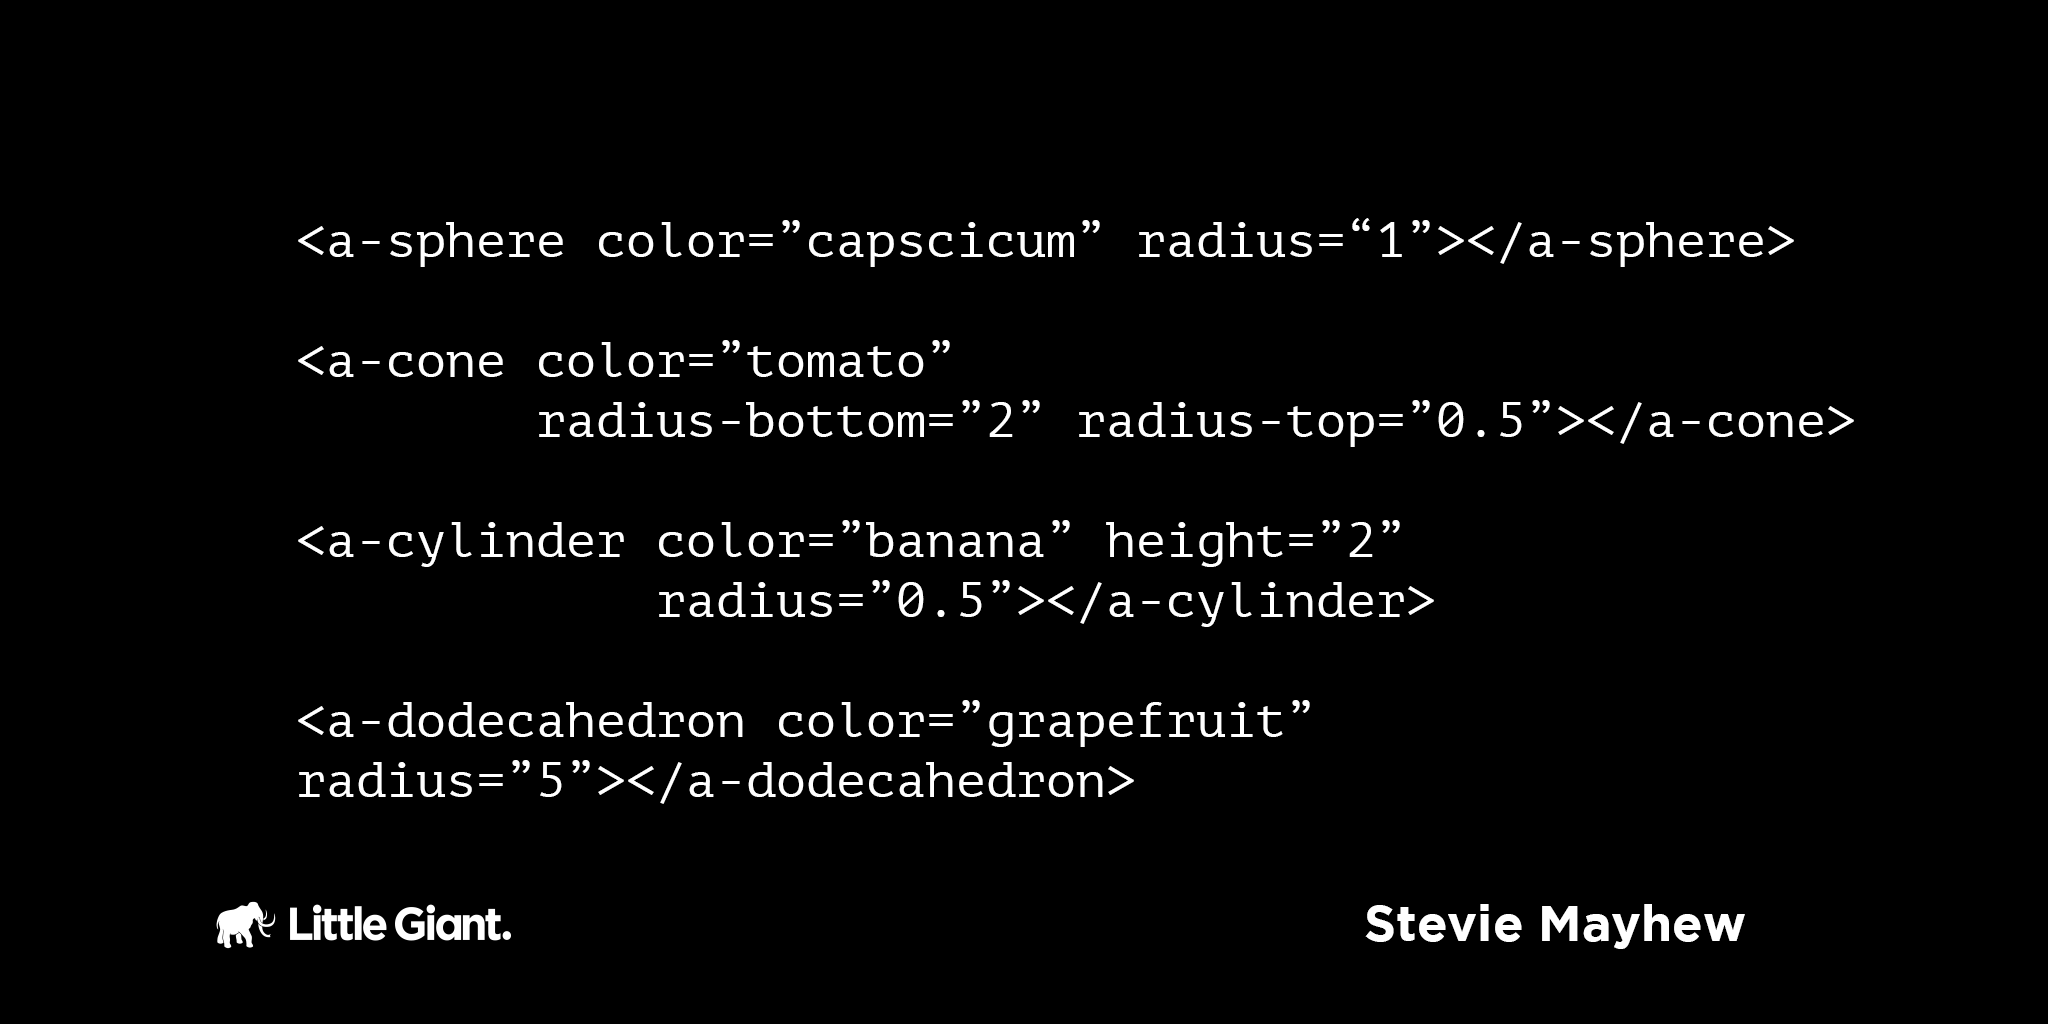 <a-sphere color=”capscicum” radius=“1”></a-sphere>
<a-cone color=”tomato”
radius-bottom=”2” radius-top=”0.5”></a-cone>
<a-cylinder color=”banana” height=”2”
radius=”0.5”></a-cylinder>
<a-dodecahedron color=”grapefruit”
radius=”5”></a-dodecahedron>
Little Giant.
Stevie Mayhew